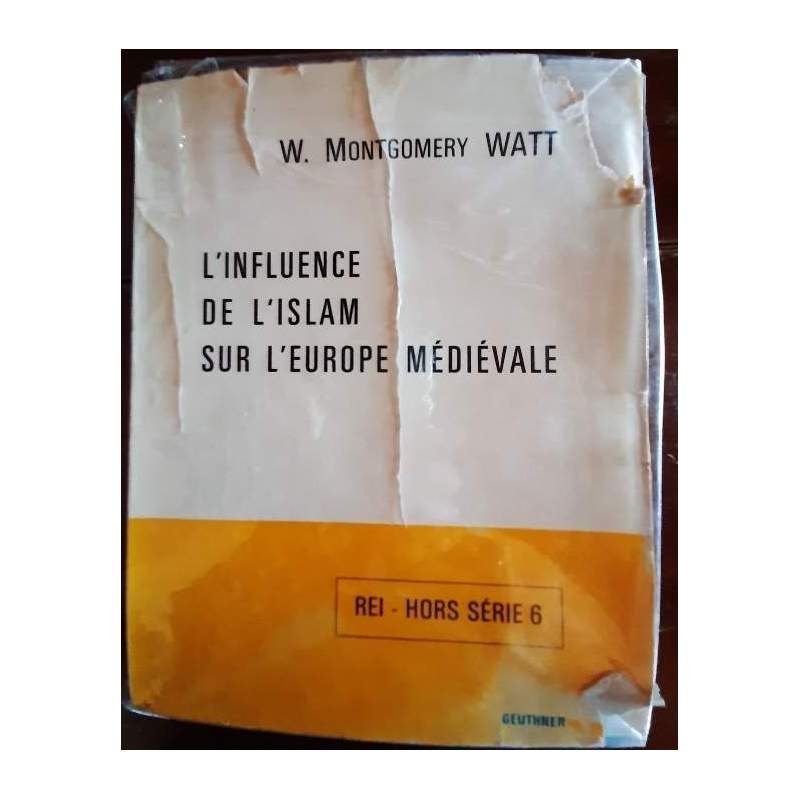 W. MONTGOMERY WATT
L'INFLUENCE
DE L'ISLAM
SUR L'EUROPE MÉDIÉVALE
REI - HORS SÉRIE 6
GEUTHNER